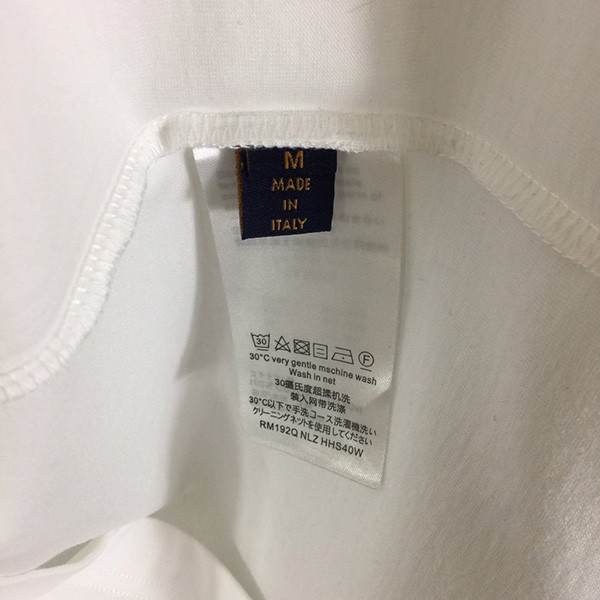 M
MADE
IN
ITALY
30
F
30°C very gentle mschine wash
Wash in net
30攝氏度超揉机洗
装入网带洗涤
30°C以下で手洗コース洗濯機洗い
クリーニングネットを使用してください
RM192Q NLZ HHS40W